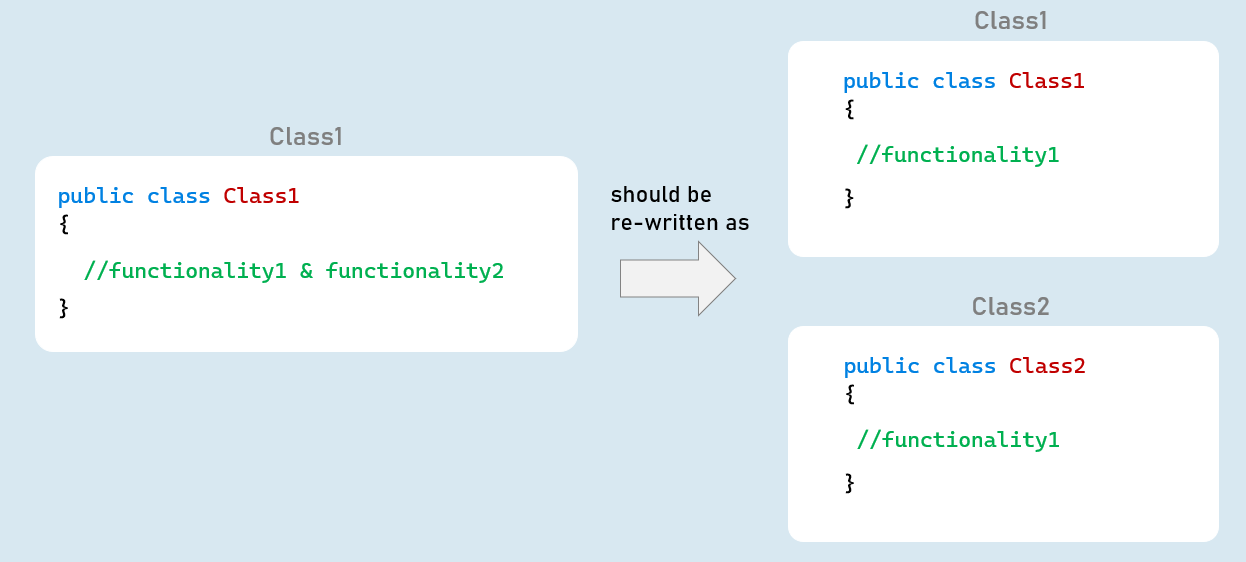 Class1
public class Class1
{
//functionality1 & functionality2
}
should be
re-written as
Class1
public class Class1
{
//functionality1
}
Class2
public class Class2
{
//functionality1
}